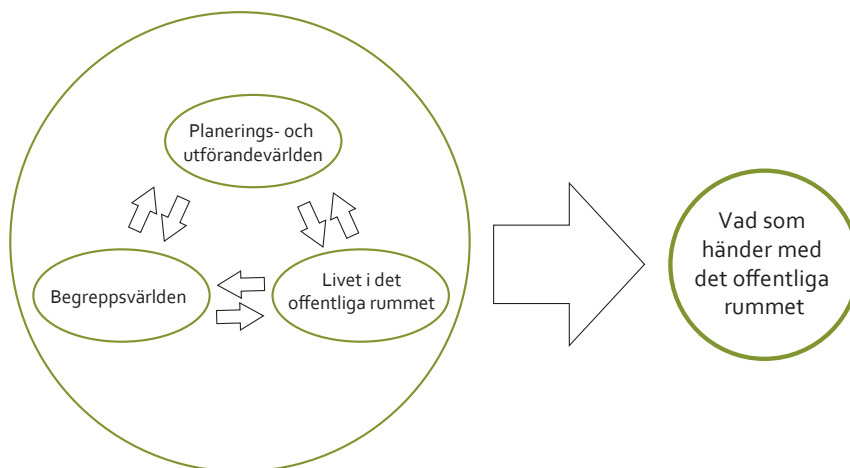 Planerings- och
utförandevärlden
Begreppsvärlden
Livet i det
offentliga rummet
Vad som
händer med
det offentliga
rummet